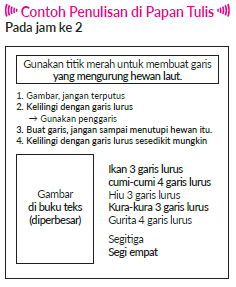 Contoh Penulisan di Papan Tulis
Pada jam ke 2
Gunakan titik merah untuk membuat garis
yang mengurung hewan laut.
1. Gambar, jangan terputus
2. Kelilingi dengan garis lurus
→ Gunakan penggaris
3. Buat garis, jangan sampai menutupi hewan itu.
4. Kelilingi dengan garis lurus sesedikit mungkin
Gambar
di buku teks
(diperbesar)
Ikan 3 garis lurus
cumi-cumi 4 garis lurus
Hiu 3 garis lurus
Kura-kura 3 garis lurus
Gurita 4 garis lurus
Segitiga
Segi empat